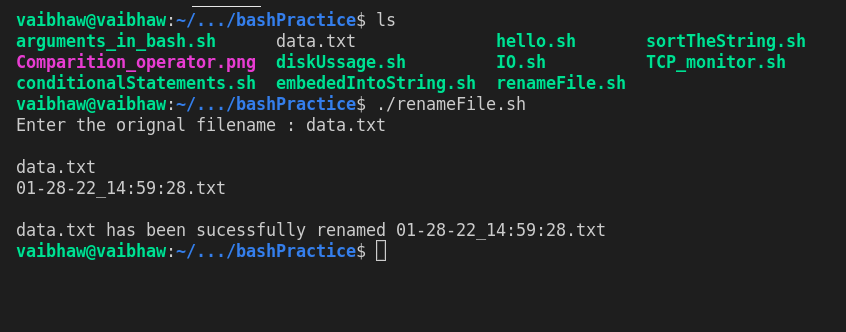 vaibhaw@vaibhaw:~/.../bashPractice$ ls
arguments_in_bash.sh data.txt hello.sh sortTheString.sh
Comparition_operator.png diskUssage.sh IO.sh TCP_monitor.sh
conditionalStatements.sh embededIntoString.sh renameFile.sh
vaibhaw@vaibhaw:~/.../bashPractice$ ./renameFile.sh
Enter the orignal filename : data.txt
data.txt
01-28-22_14:59:28.txt
data.txt has been sucessfully renamed 01-28-22_14:59:28.txt
vaibhaw@vaibhaw:~/.../bashPractice$